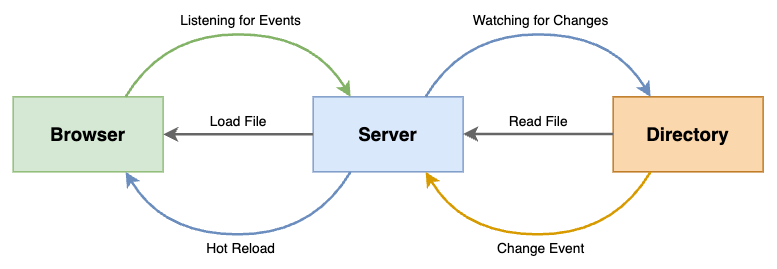 Listening for Events
Watching for Changes
Browser
Load File
Server
Read File
Directory
Hot Reload
Change Event